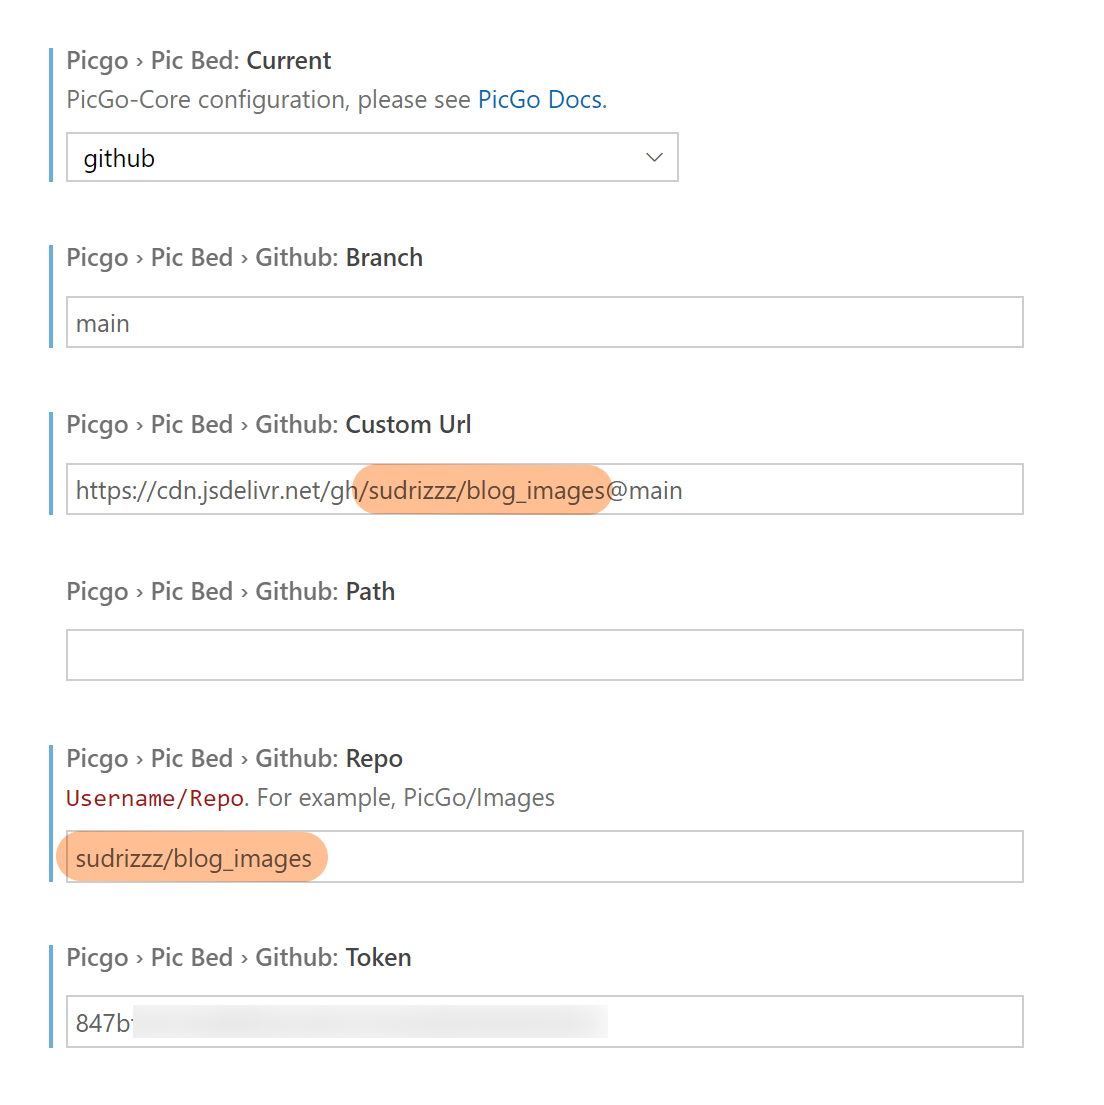 Picgo › Pic Bed: Current
PicGo-Core configuration, please see PicGo Docs.
github
Picgo › Pic Bed › Github: Branch
main
Picgo › Pic Bed › Github: Custom Url
https://cdn.jsdelivr.net/gh/sudrizzz/blog_images@main
Picgo › Pic Bed › Github: Path
Picgo › Pic Bed › Github: Repo
Username/Repo. For example, PicGo/Images
sudrizzz/blog_images
Picgo › Pic Bed › Github: Token
847b